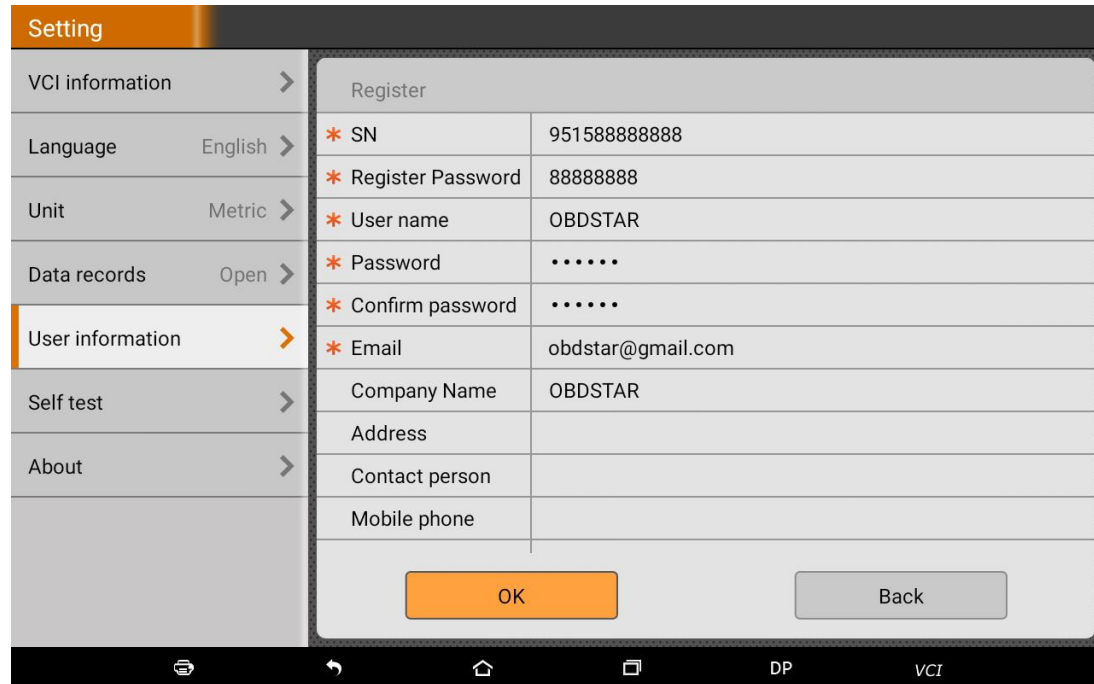 Setting
VCI information
Language English
Unit Metric
Data records Open
User information
Self test
About
Register
* SN 951588888888
* Register Password 88888888
* User name OBDSTAR
* Password ••••••
* Confirm password ••••••
* Email obdstar@gmail.com
Company Name OBDSTAR
Address
Contact person
Mobile phone
OK Back
DP VCI